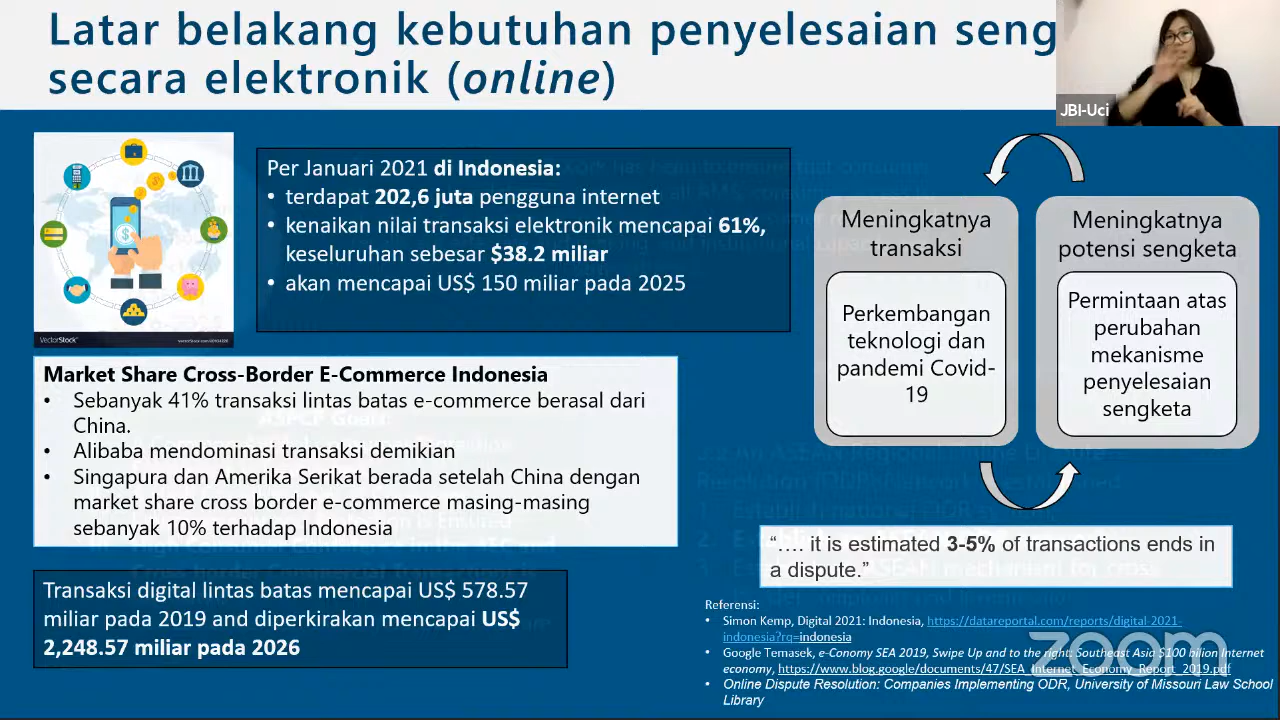 Latar belakang kebutuhan penyelesaian seng
secara elektronik (online)
JBI-Uci
Per Januari 2021 di Indonesia:
• terdapat 202,6 juta pengguna internet
• kenaikan nilai transaksi elektronik mencapai 61%,
keseluruhan sebesar $38.2 miliar
• akan mencapai US$ 150 miliar pada 2025
VectorStock
Meningkatnya
transaksi
Perkembangan
teknologi dan
pandemi Covid-
19
Meningkatnya
potensi sengketa
Permintaan atas
perubahan
mekanisme
penyelesaian
sengketa
Market Share Cross-Border E-Commerce Indonesia
• Sebanyak 41% transaksi lintas batas e-commerce berasal dari
China.
• Alibaba mendominasi transaksi demikian
• Singapura dan Amerika Serikat berada setelah China dengan
market share cross border e-commerce masing-masing
sebanyak 10% terhadap Indonesia
“…. it is estimated 3-5% of transactions ends in
a dispute.”
Transaksi digital lintas batas mencapai US$ 578.57
miliar pada 2019 and diperkirakan mencapai US$
2,248.57 miliar pada 2026
Referensi:
• Simon Kemp, Digital 2021: Indonesia, https://datareportal.com/reports/digital-2021-
indonesia?rq=indonesia
• Google Temasek, e-Conomy SEA 2019, Swipe Up and to the right: Southeast Asia $100 bilion Internet
economy, https://www.blog.google/documents/47/SEA_Internet_Economy_Report_2019.pdf
• Online Dispute Resolution: Companies Implementing ODR, University of Missouri Law School
Library
zoom